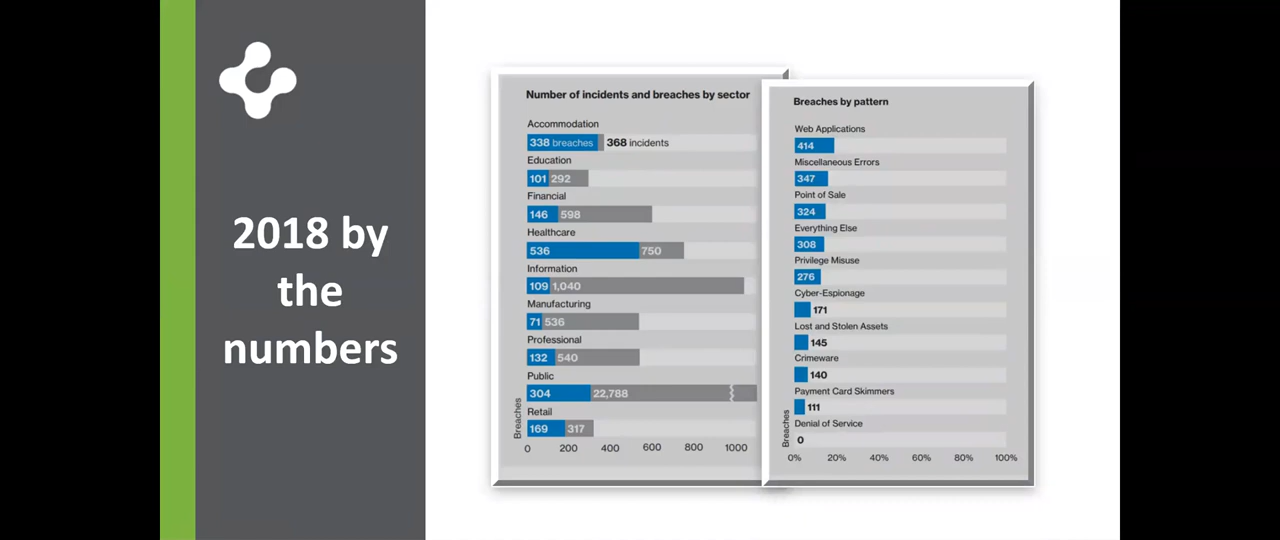 2018 by
the
numbers
Number of incidents and breaches by sector
Accommodation
338 breaches 368 incidents
Education
101 292
Financial
146 598
Healthcare
536 750
Information
109 1,040
Manufacturing
71 536
Professional
132 540
Public
304 22,788
Retail
169 317
Breaches
0 200 400 600 800 1000
Breaches by pattern
Web Applications
414
Miscellaneous Errors
347
Point of Sale
324
Everything Else
308
Privilege Misuse
276
Cyber-Espionage
171
Lost and Stolen Assets
145
Crimeware
140
Payment Card Skimmers
111
Denial of Service
0
Breaches
0% 20% 40% 60% 80% 100%